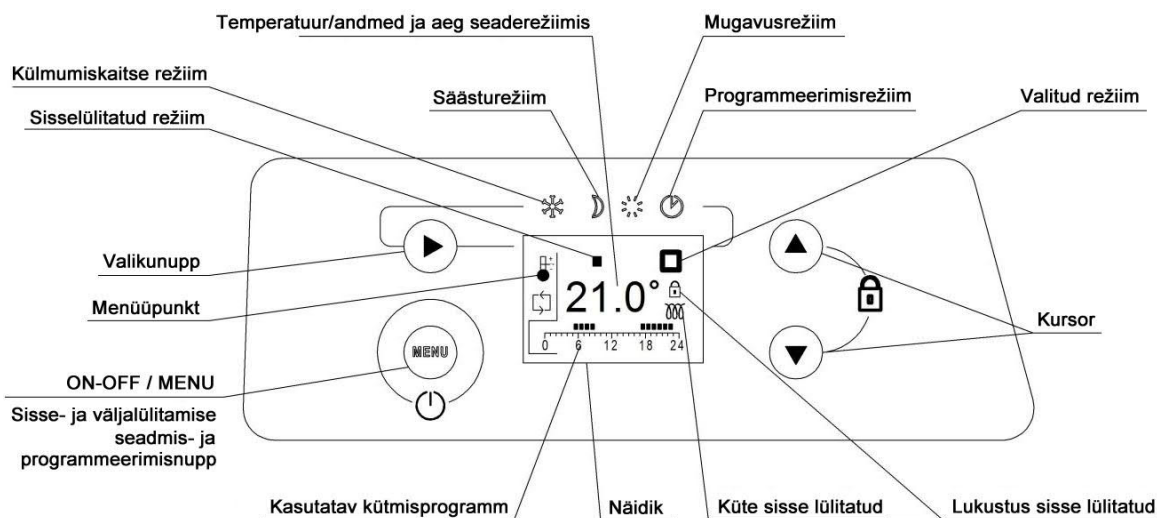 Temperatuur/andmed ja aeg seaderežiimis
Mugavusrežiim
Külmumiskaitse režiim
Säästurežiim
Programmeerimisrežiim
Valitud režiim
Sisselülitatud režiim
Valikunupp
Menüüpunkt
21.0°
0 6 12 18 24
MENU
Kursor
ON-OFF / MENU
Sisse- ja väljalülitamise
seadmis- ja
programmeerimisnupp
Kasutatav kütmisprogramm
Näidik
Küte sisse lülitatud
Lukustus sisse lülitatud